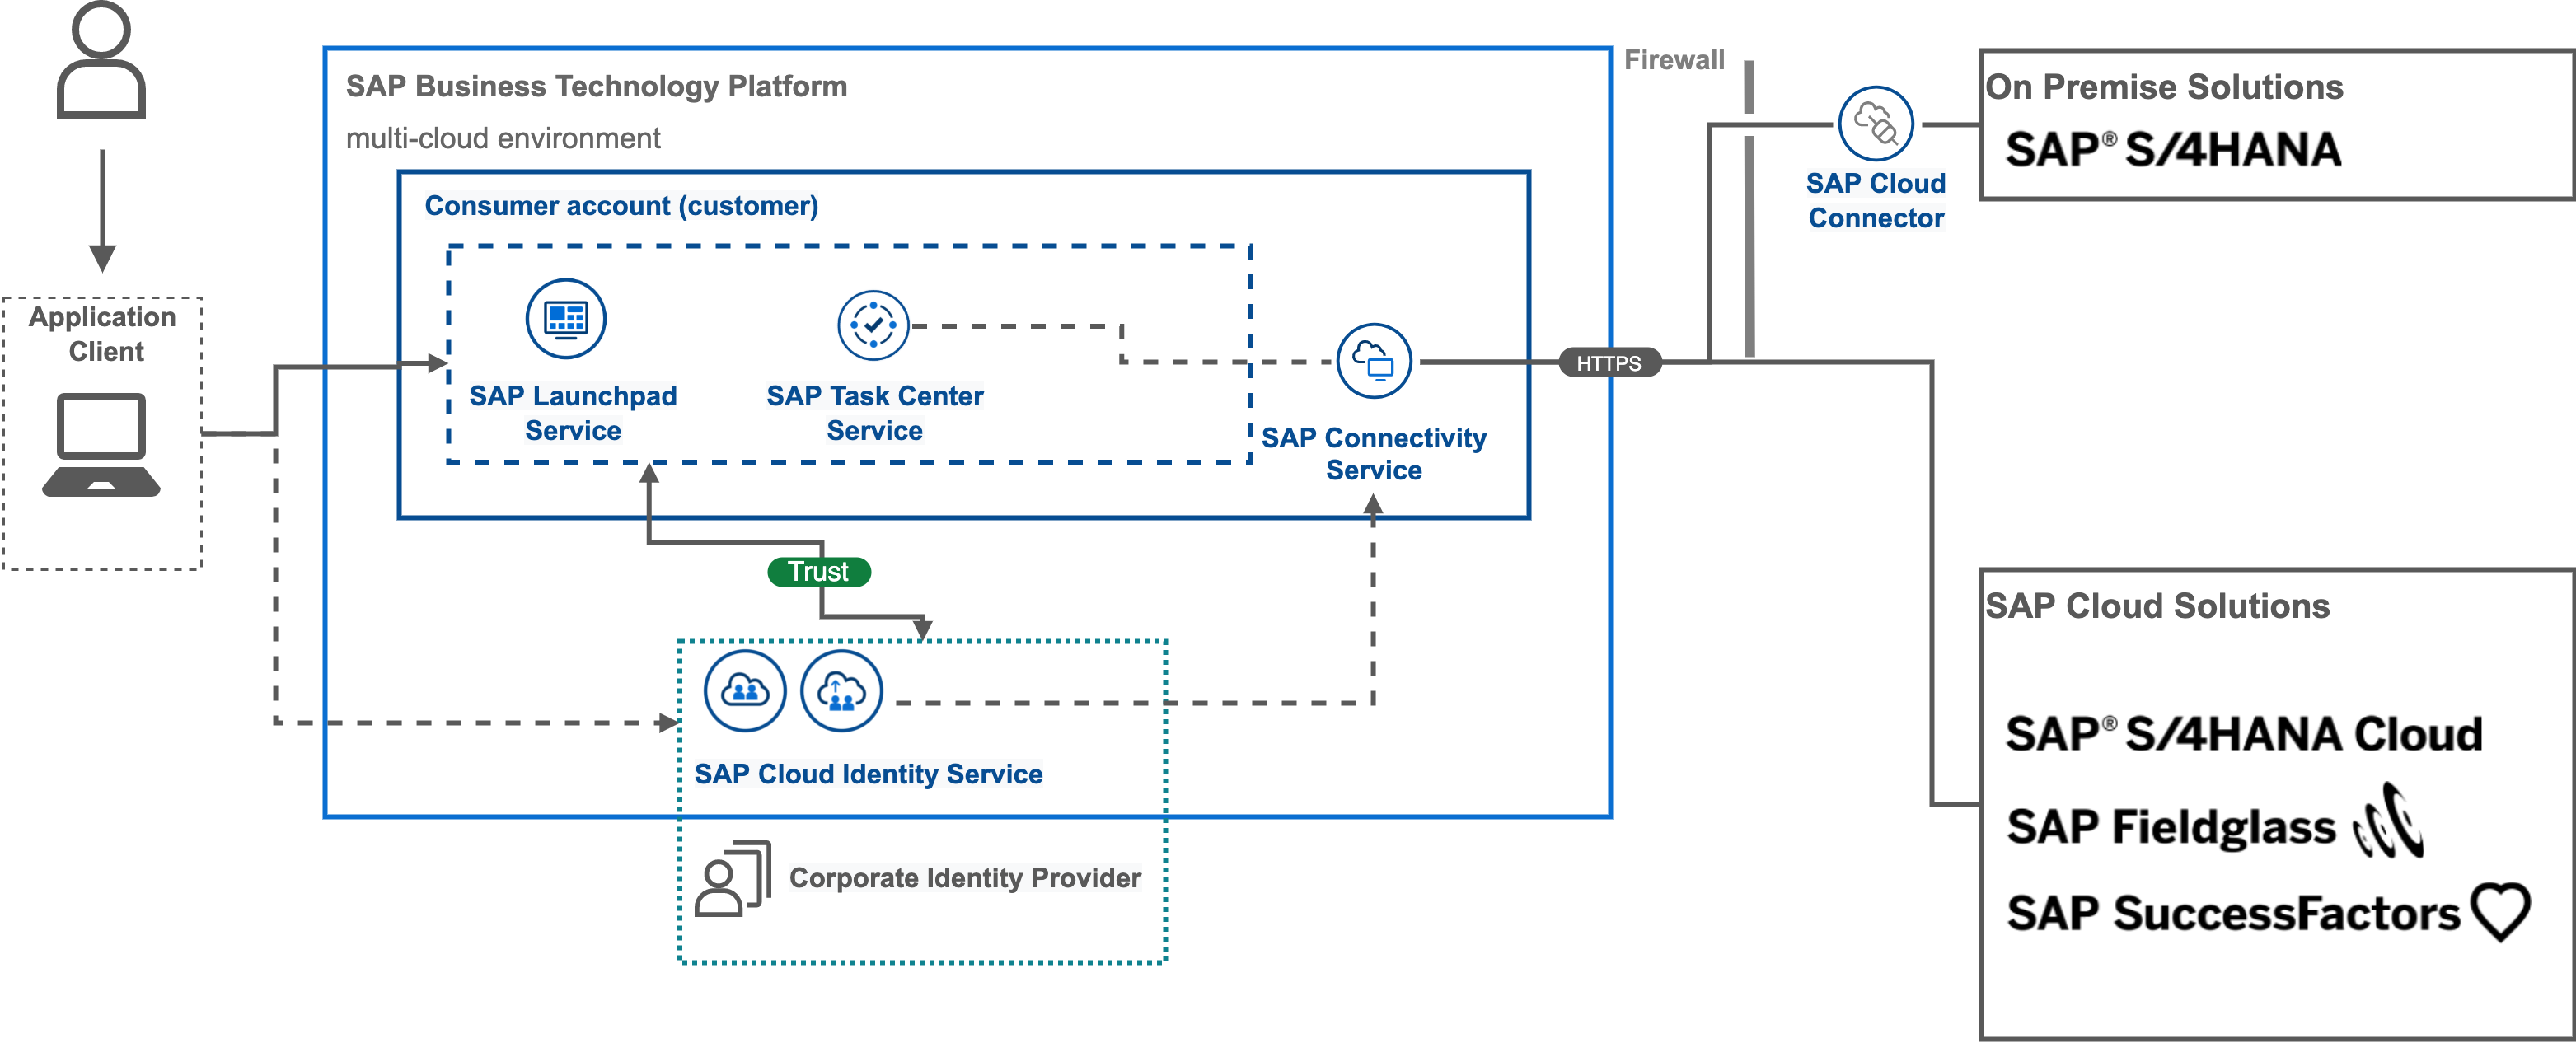 SAP Business Technology Platform
multi-cloud environment
Firewall
On Premise Solutions
SAP® S/4HANA
SAP Cloud
Connector
Consumer account (customer)
Application
Client
SAP Launchpad
Service
SAP Task Center
Service
SAP Connectivity
Service
HTTPS
Trust
SAP Cloud Identity Service
Corporate Identity Provider
SAP Cloud Solutions
SAP® S/4HANA Cloud
SAP Fieldglass
SAP SuccessFactors